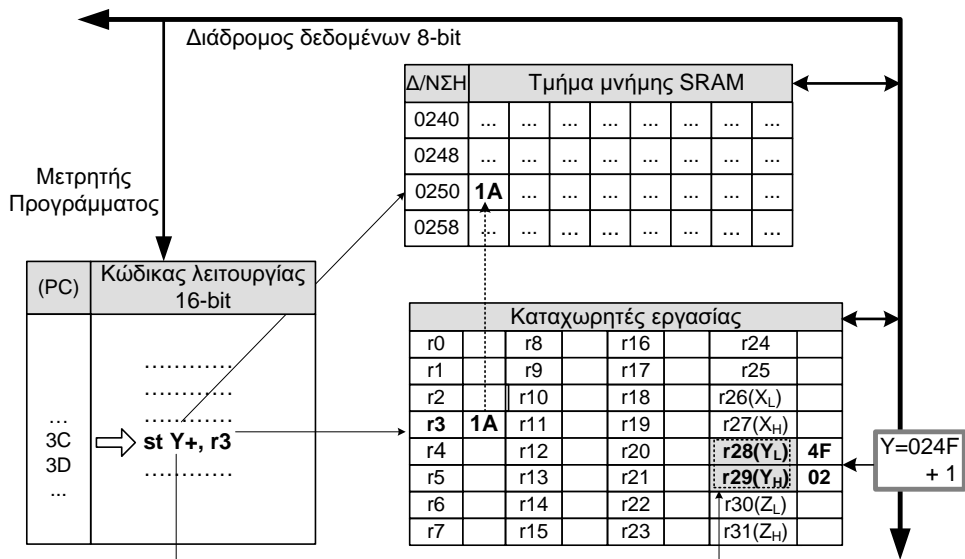 Διάδρομος δεδομένων 8-bit
Δ/ΝΣΗ Τμήμα μνήμης SRAM
0240 ... ... ... ... ... ... ... ...
0248 ... ... ... ... ... ... ... ...
0250 1A ... ... ... ... ... ... ...
0258 ... ... ... ... ... ... ... ...
Μετρητής
Προγράμματος
(PC) Κώδικας λειτουργίας
16-bit
............
............
............
...
3C st Y+, r3
3D
............
...
Καταχωρητές εργασίας
r0 r8 r16 r24
r1 r9 r17 r25
r2 r10 r18 r26(XL)
r3 1A r11 r19 r27(XH)
r4 r12 r20 r28(YL) 4F
r5 r13 r21 r29(YH) 02
r6 r14 r22 r30(ZL)
r7 r15 r23 r31(ZH)
Y=024F
+ 1